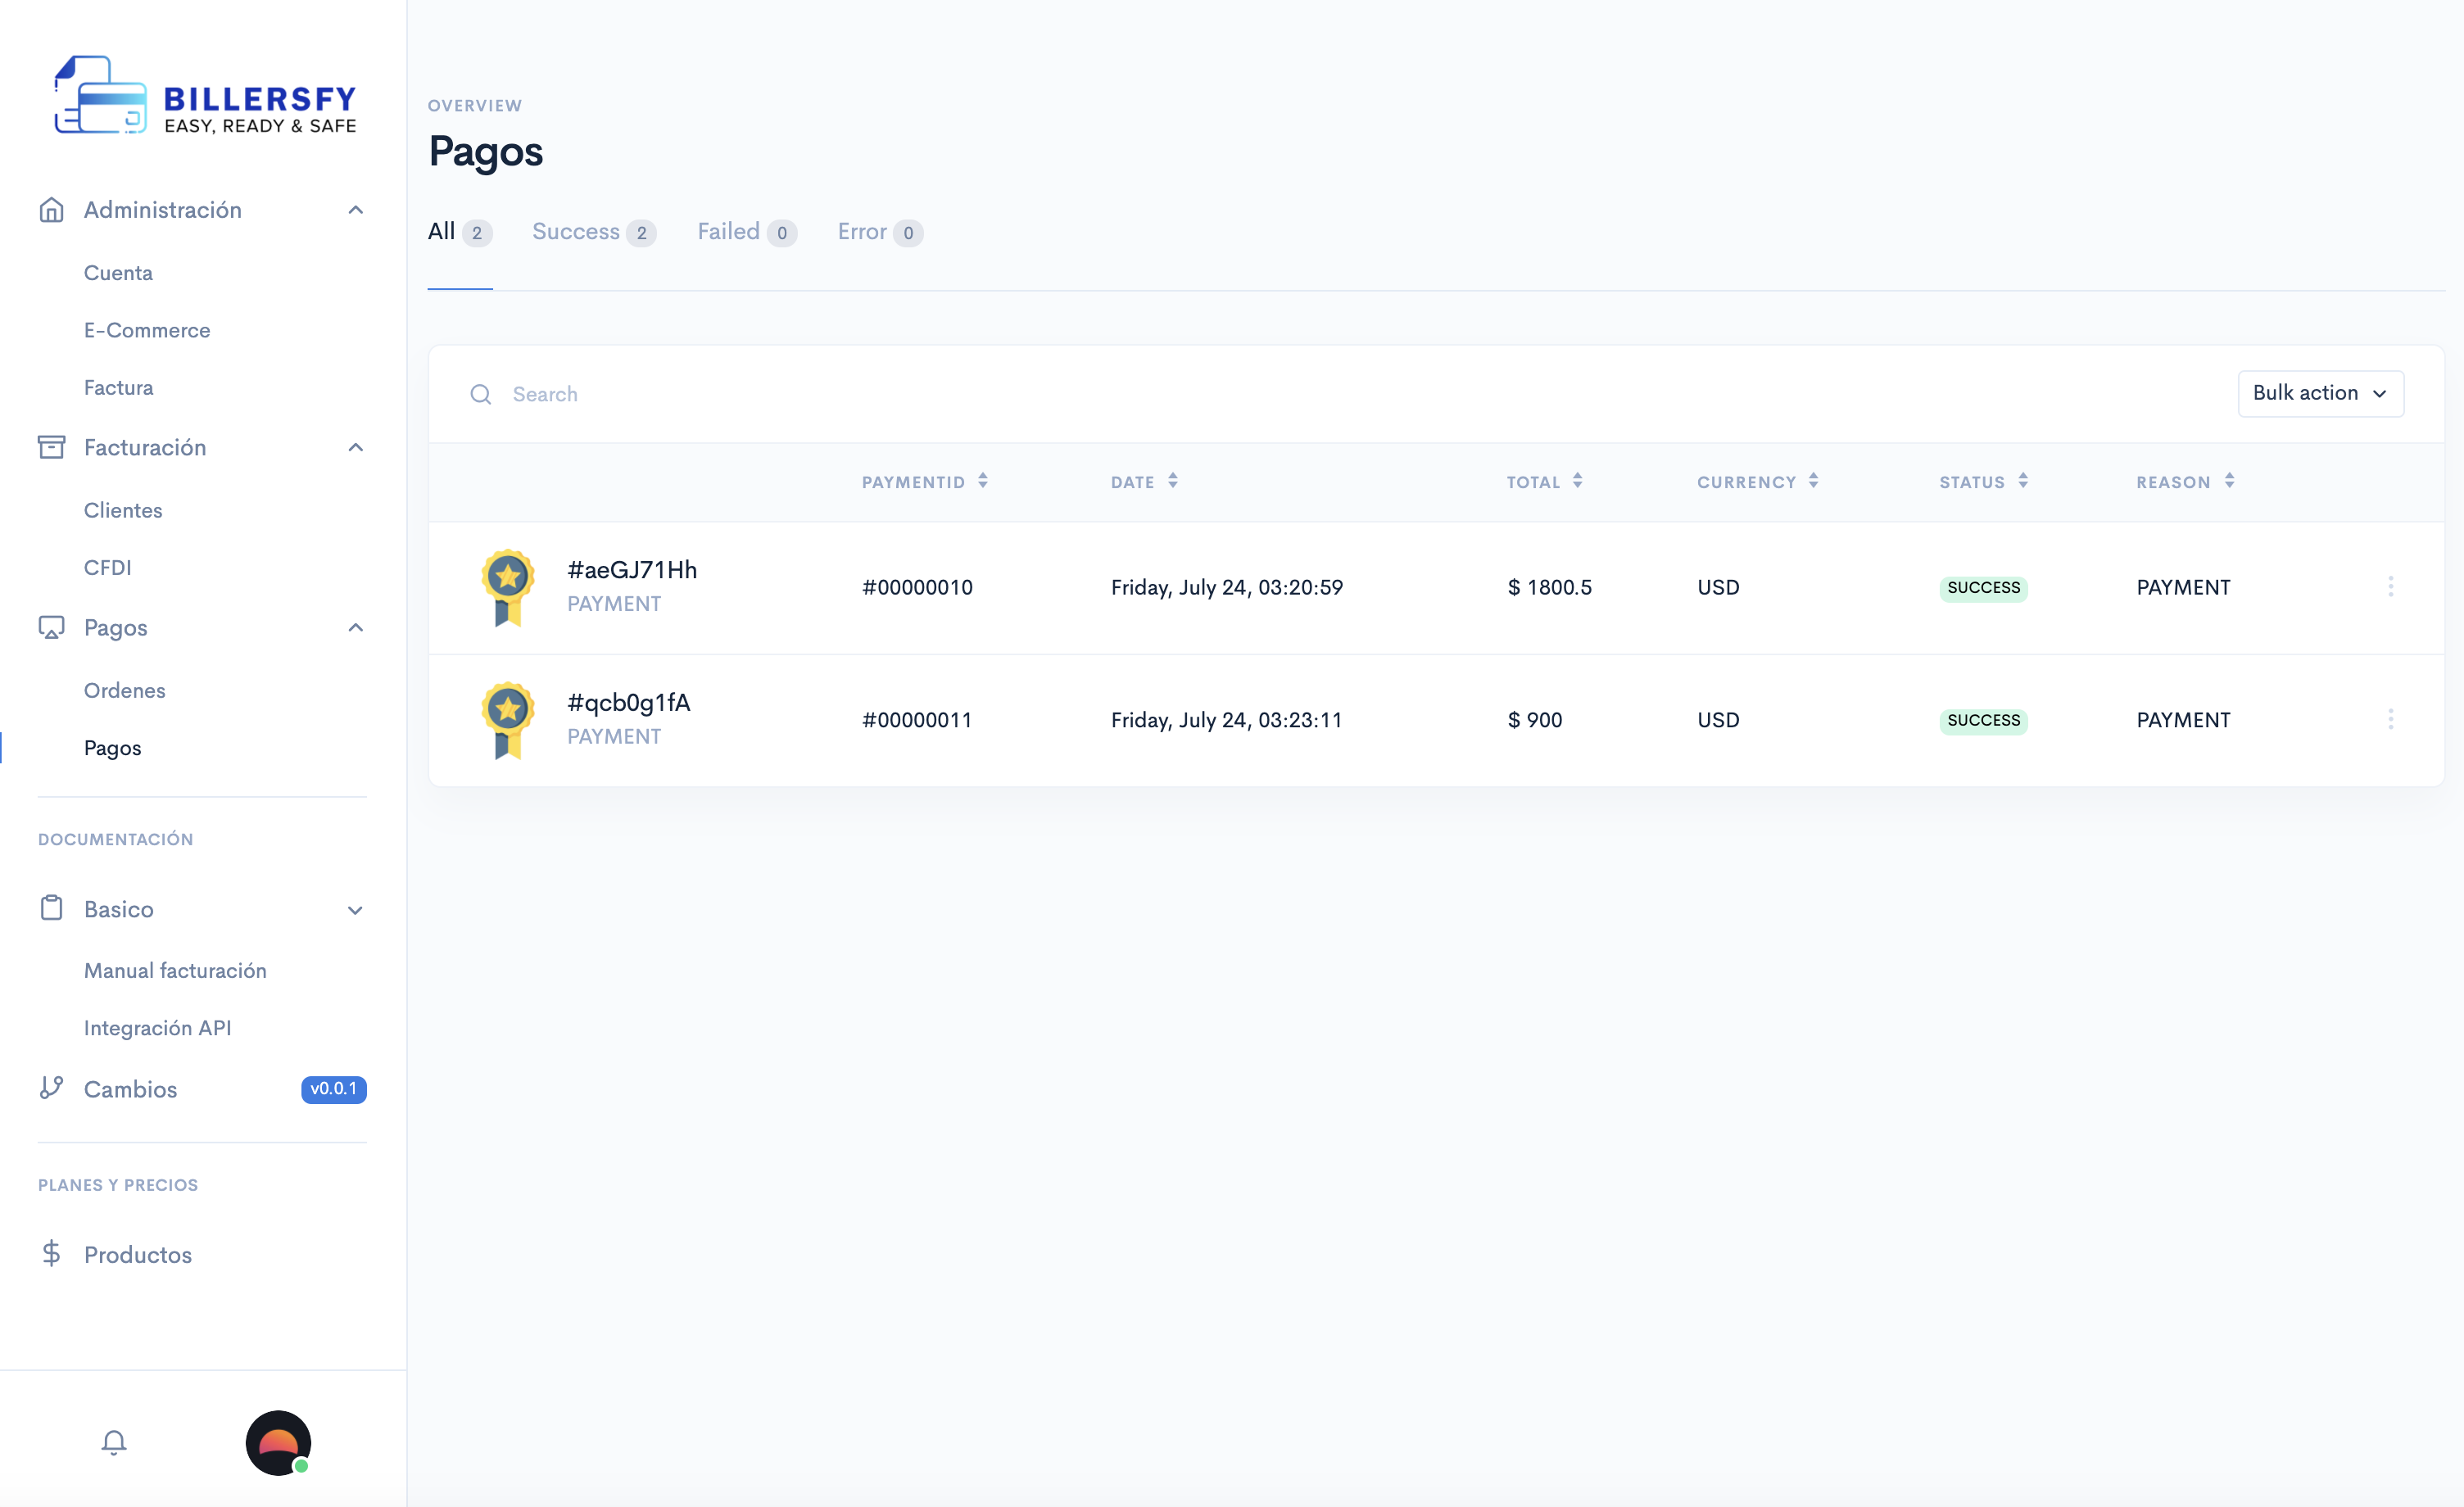 BILLERSFY
EASY, READY & SAFE
Administración
Cuenta
E-Commerce
Factura
Facturación
Clientes
CFDI
Pagos
Ordenes
Pagos
DOCUMENTACIÓN
Basico
Manual facturación
Integración API
Cambios v0.0.1
PLANES Y PRECIOS
$ Productos
OVERVIEW
Pagos
All 2 Success 2 Failed 0 Error 0
Search Bulk action
PAYMENTID DATE TOTAL CURRENCY STATUS REASON
#aeGJ71Hh
PAYMENT
#00000010 Friday, July 24, 03:20:59 $ 1800.5 USD SUCCESS PAYMENT
#qcb0g1fA
PAYMENT
#00000011 Friday, July 24, 03:23:11 $ 900 USD SUCCESS PAYMENT